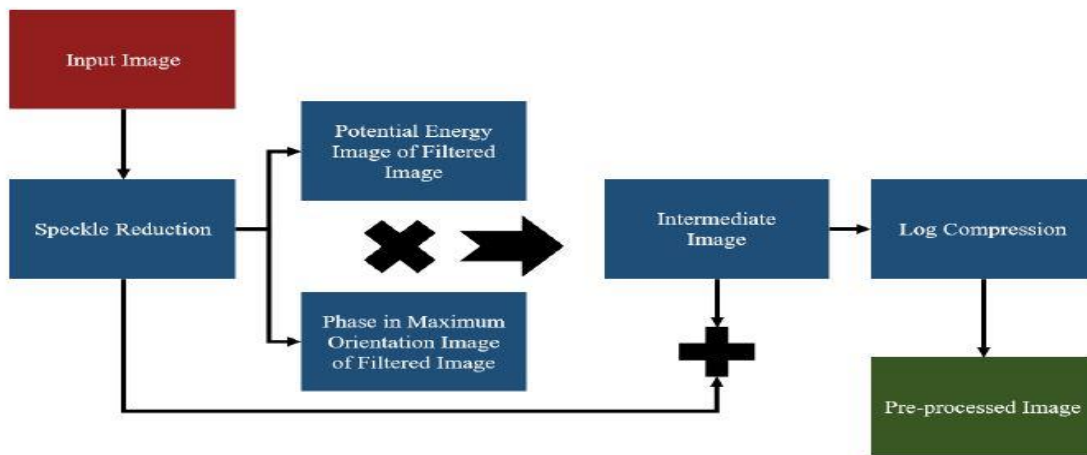 Input Image
Speckle Reduction
Potential Energy
Image of Filtered
Image
Phase in Maximum
Orientation Image
of Filtered Image
Intermediate
Image
Log Compression
Pre-processed Image